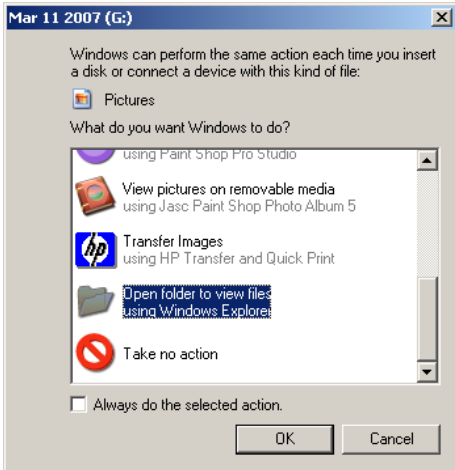 Mar 11 2007 (G:)
Windows can perform the same action each time you insert
a disk or connect a device with this kind of file:
Pictures
What do you want Windows to do?
using Paint Shop Pro Studio
View pictures on removable media
using Jasc Paint Shop Photo Album 5
hp
Transfer Images
using HP Transfer and Quick Print
Open folder to view files
using Windows Explorer
Take no action
Always do the selected action.
OK
Cancel